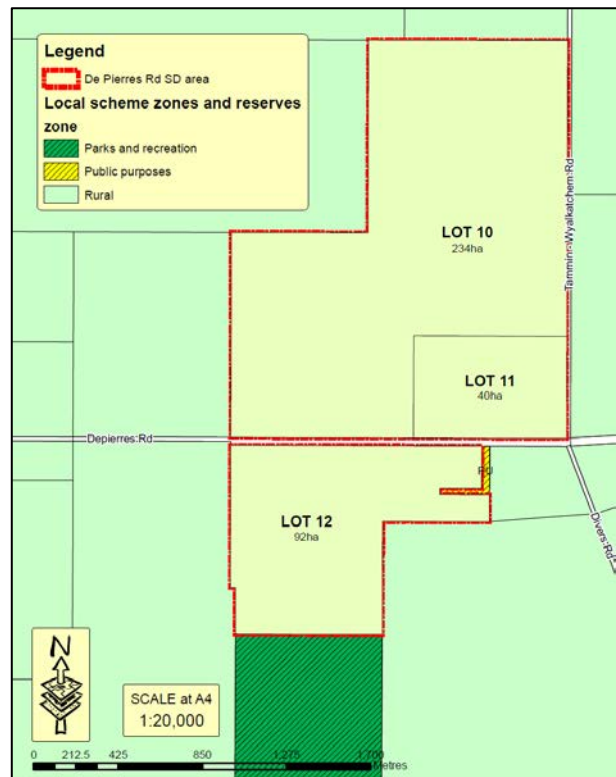 Legend
De Pierres Rd SD area
Local scheme zones and reserves
zone
Parks and recreation
Public purposes
Rural
LOT 10
234ha
Tammin-Wyalkatchem Rd
LOT 11
40ha
Depierres Rd
LOT 12
92ha
Divers Rd
N
SCALE at A4
1:20,000
0 212.5 425 850 1,275 1,700
Metres